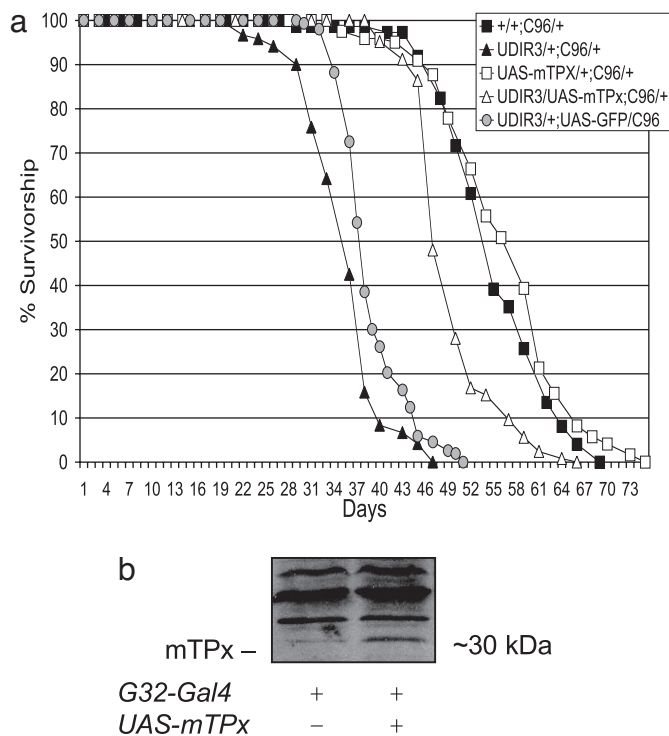 a
100
90
80
70
60
50
40
30
20
10
0
% Survivorship
+/+;C96/+
UDIR3/+;C96/+
UAS-mTPX/+;C96/+
UDIR3/UAS-mTPx;C96/+
UDIR3/+;UAS-GFP/C96
1 4 7 10 13 16 19 22 25 28 31 34 37 40 43 46 49 52 55 58 61 64 67 70 73
Days
b
mTPx – ~30 kDa
G32-Gal4 + +
UAS-mTPx – +